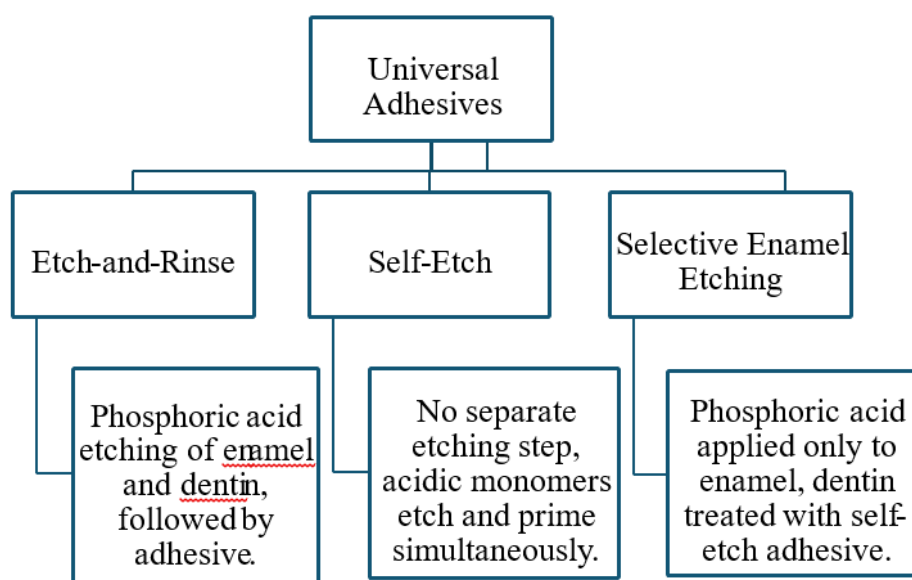 Universal
Adhesives
Etch-and-Rinse
Self-Etch
Selective Enamel
Etching
Phosphoric acid
etching of enamel
and dentin,
followed by
adhesive.
No separate
etching step,
acidic monomers
etch and prime
simultaneously.
Phosphoric acid
applied only to
enamel, dentin
treated with self-
etch adhesive.